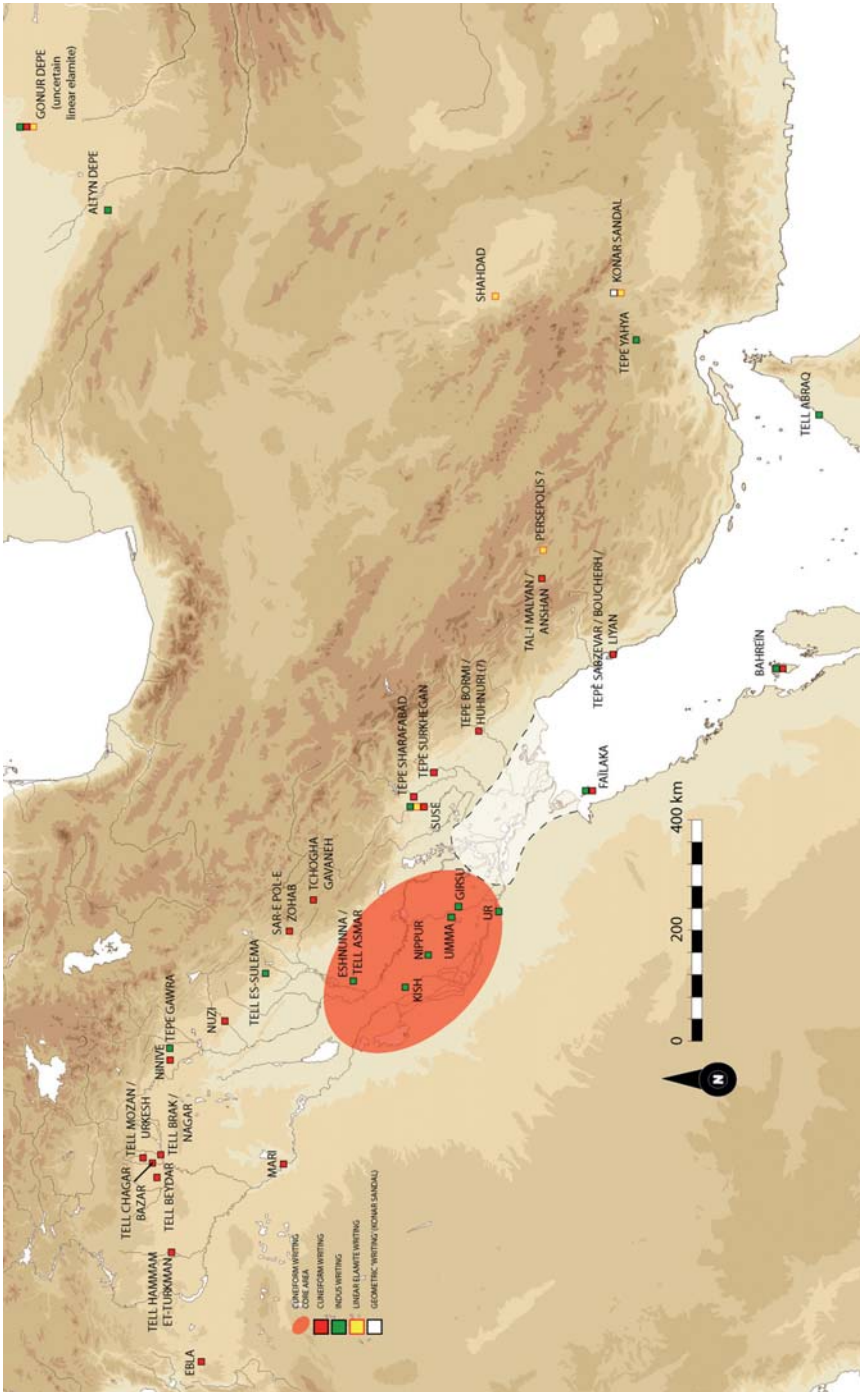 GONUR DEPE
(uncertain
linear elamite)
ALTYN DEPE
SHAHDAD
KONAR SANDAL
TEPE YAHYA
TELL ABRAQ
PERSEPOLIS ?
TAL-I MALYAN /
ANSHAN
TEPE SABZEVAR / BOUCHERH /
LIYAN
BAHREÏN
TEPE BORMI /
HUHNURI (?)
TEPE SHARAFABAD
TEPE SURKHEGAN
SUSE
FAÏLAKA
TCHOGHA
GAVANEH
SAR-E POL-E
ZOHAB
TELL ES-SULEMA
ESHNUNNA /
TELL ASMAR
KISH
NIPPUR
UMMA
GIRSU
UR
NUZI
NINIVE
TEPE GAWRA
TELL MOZAN /
URKESH
TELL BRAK /
NAGAR
TELL CHAGAR
BAZAR
TELL BEYDAR
MARI
TELL HAMMAM
ET-TURKMAN
EBLA
0
200
400 km
N
CUNEIFORM WRITING
CORE AREA
CUNEIFORM WRITING
INDUS WRITING
LINEAR ELAMITE WRITING
GEOMETRIC 'WRITING' (KONAR SANDAL)